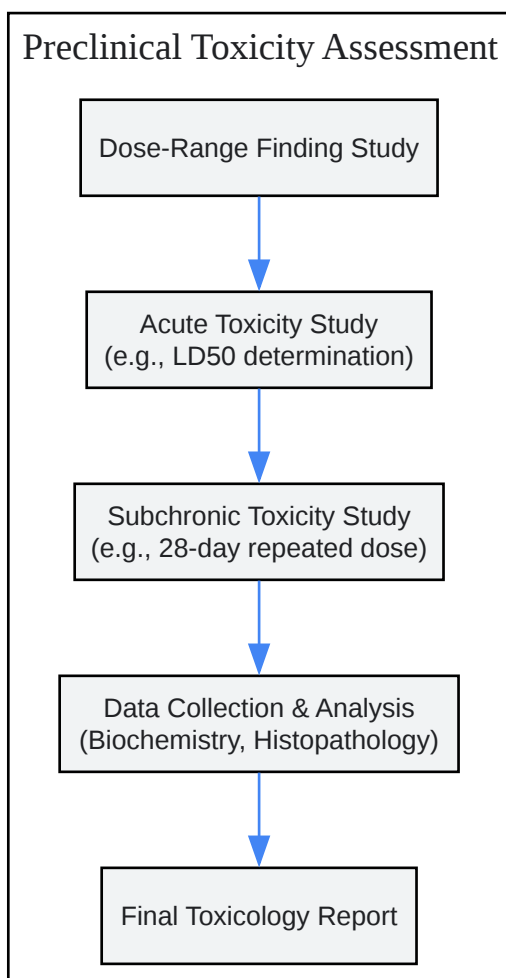 Preclinical Toxicity Assessment
Dose-Range Finding Study
Acute Toxicity Study
(e.g., LD50 determination)
Subchronic Toxicity Study
(e.g., 28-day repeated dose)
Data Collection & Analysis
(Biochemistry, Histopathology)
Final Toxicology Report